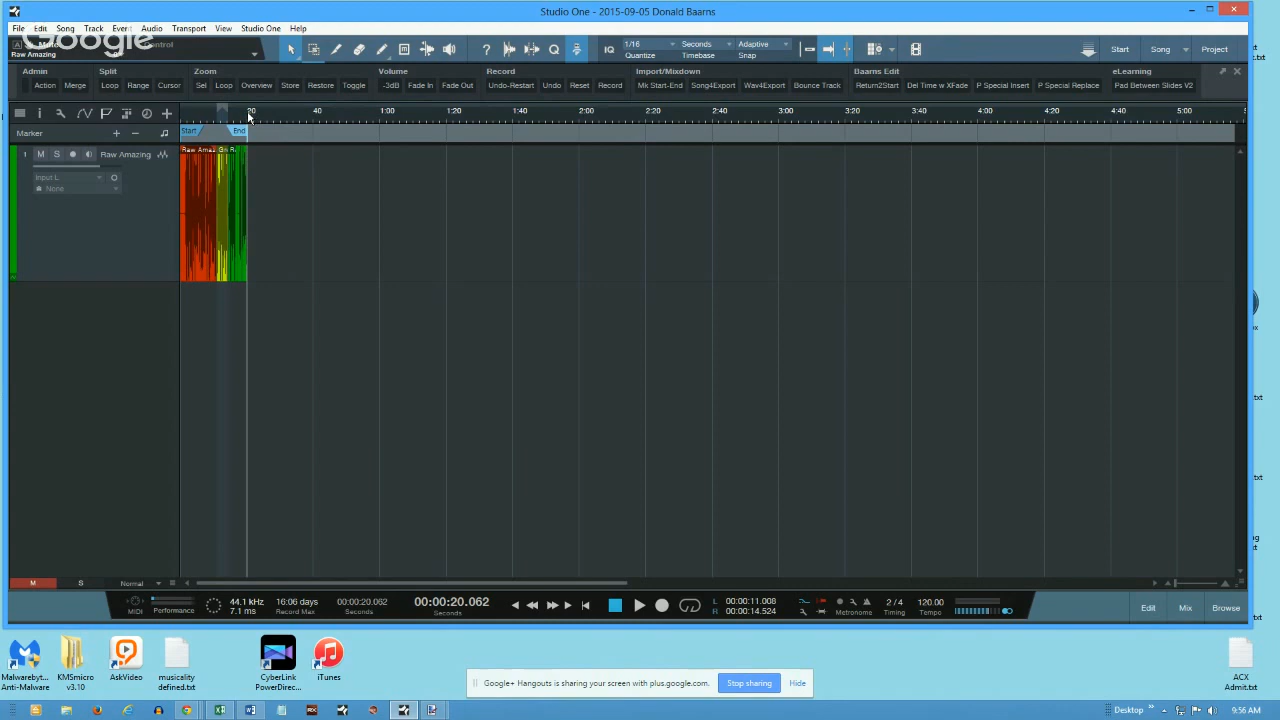 Studio One - 2015-09-05 Donald Baarns
File Edit Song Track Event Audio Transport View Studio One Help
Google
Control
Raw Amazing
IQ 1/16 Seconds Adaptive Start Song Project
Quantize Timebase Snap
Admin Split Zoom Volume Record Import/Mixdown Baarns Edit eLearning
Action Merge Loop Range Cursor Sel Loop Overview Store Restore Toggle -3dB Fade In Fade Out Undo-Restart Undo Reset Record Mk Start-End Song4Export Wav4Export Bounce Track Return2Start Del Time w XFade P Special Insert P Special Replace Pad Between Slides V2
20 40 1:00 1:20 1:40 2:00 2:20 2:40 3:00 3:20 3:40 4:00 4:20 4:40 5:00
Marker Start End
1 M S Raw Amazing
Raw Amaz
Input L
None
M S Normal
MIDI Performance 44.1 kHz 7.1 ms 16:06 days Record Max 00:00:20.062 Seconds 00:00:20.062 Seconds L 00:00:11.008 R 00:00:14.524 Metronome 2 / 4 Timing 120.00 Tempo Edit Mix Browse
Malwarebyt... Anti-Malware
KMSmicro v3.10
AskVideo
musicality defined.txt
CyberLink PowerDirec...
iTunes
ACX Admit.txt
Google+ Hangouts is sharing your screen with plus.google.com. Stop sharing Hide
Desktop 9:56 AM